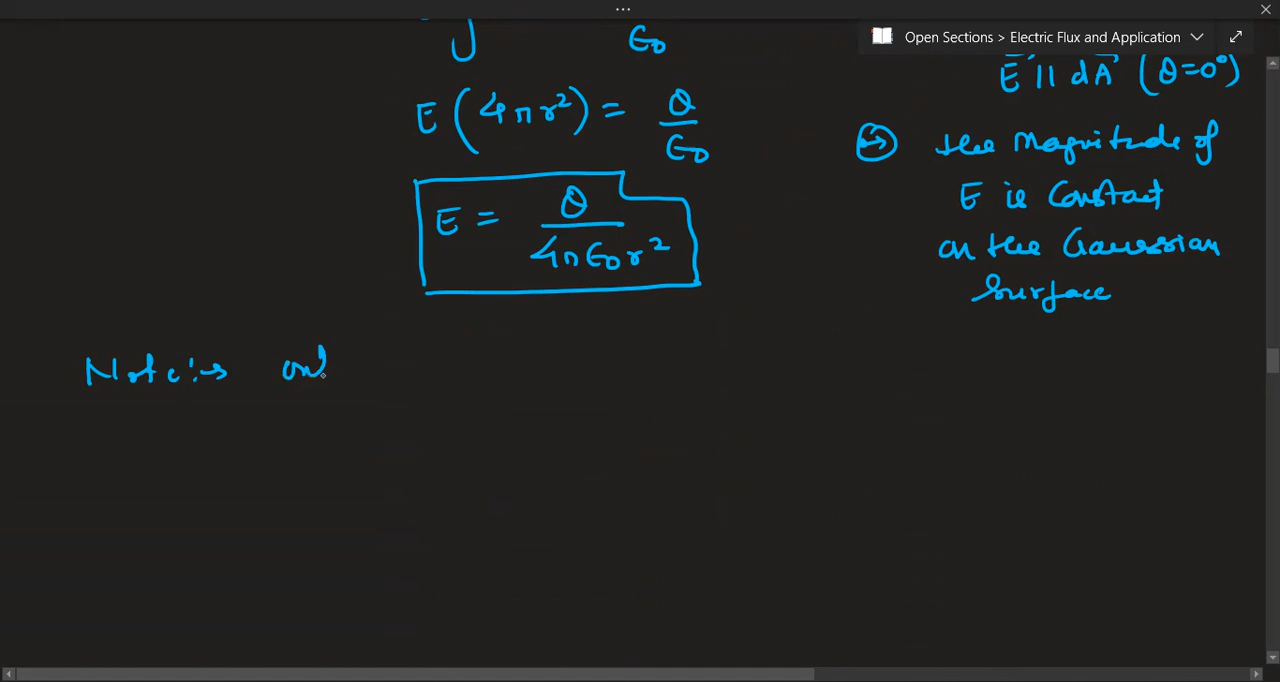 ...
Open Sections > Electric Flux and Application
∫ ϵ₀
E⃗ || dA⃗ (θ=0°)
E (4πr²) = Q/ϵ₀
the magnitude of
E is constant
on the Gaussian
surface
E = Q/4πϵ₀r²
Note:→ on